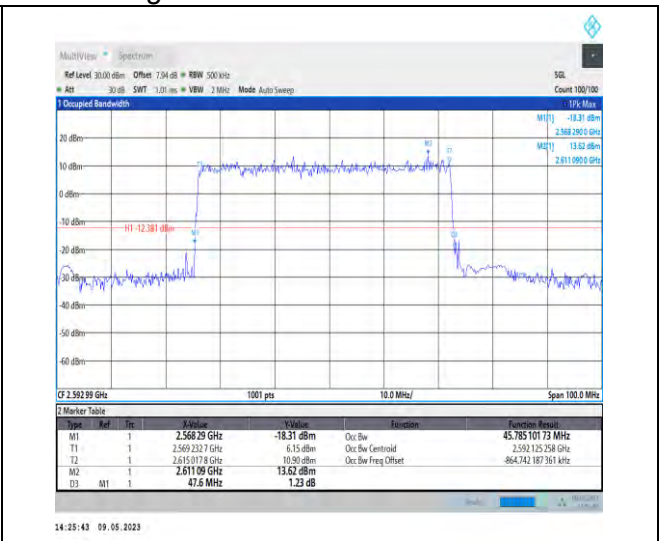 MultiView Spectrum
Ref Level 30.00 dBm Offset 7.94 dB RBW 500 kHz SGL
Att 30 dB SWT 1.01 ms VBW 2 MHz Mode Auto Sweep Count 100/100
1 Occupied Bandwidth 1Pk Max
M1[1] -18.31 dBm
2.568 290 0 GHz
M2[1] 13.62 dBm
2.611 090 0 GHz
20 dBm
10 dBm
0 dBm
-10 dBm
H1 -12.381 dBm
-20 dBm
-30 dBm
-40 dBm
-50 dBm
-60 dBm
M1
T1
M2
T2
D3
CF 2.592 99 GHz 1001 pts 10.0 MHz/ Span 100.0 MHz
2 Marker Table
Type Ref Trc X-Value Y-Value Function Function Result
M1 1 2.568 29 GHz -18.31 dBm Occ Bw 45.785 101 73 MHz
T1 1 2.569 232 7 GHz 6.15 dBm Occ Bw Centroid 2.592 125 258 GHz
T2 1 2.615 017 8 GHz 10.90 dBm Occ Bw Freq Offset -864.742 187 361 kHz
M2 1 2.611 09 GHz 13.62 dBm
D3 M1 1 47.6 MHz 1.23 dB
14:25:43 09.05.2023